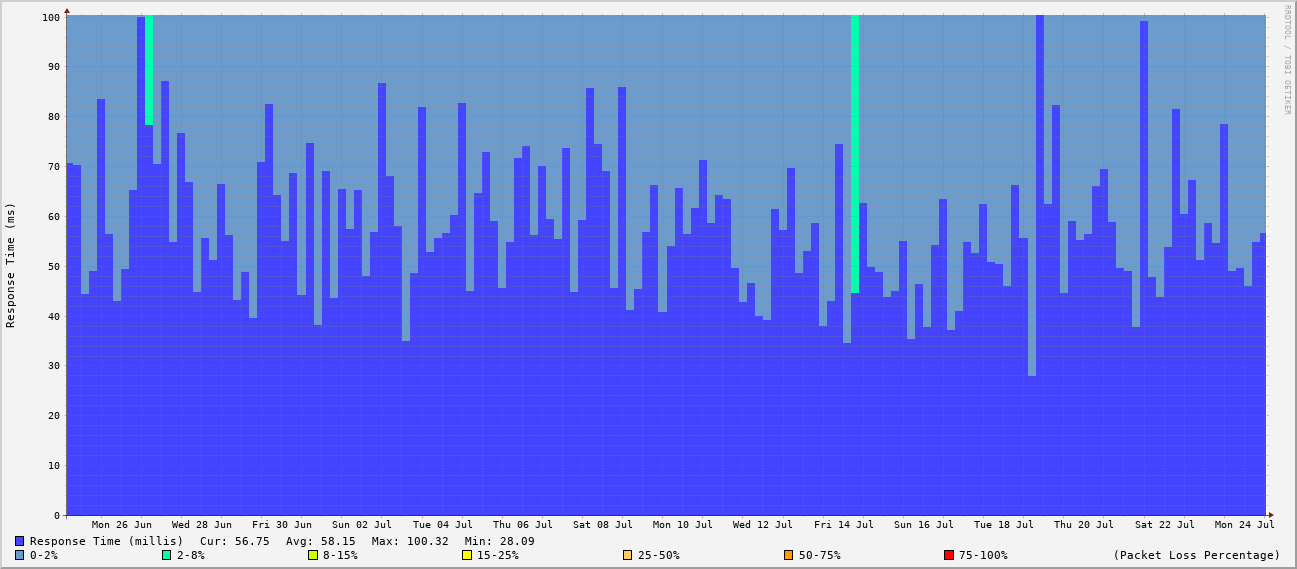 RRDTOOL / TOBI OETIKER
Response Time (ms)
100
90
80
70
60
50
40
30
20
10
0
Mon 26 Jun Wed 28 Jun Fri 30 Jun Sun 02 Jul Tue 04 Jul Thu 06 Jul Sat 08 Jul Mon 10 Jul Wed 12 Jul Fri 14 Jul Sun 16 Jul Tue 18 Jul Thu 20 Jul Sat 22 Jul Mon 24 Jul
Response Time (millis) Cur: 56.75 Avg: 58.15 Max: 100.32 Min: 28.09
0-2% 2-8% 8-15% 15-25% 25-50% 50-75% 75-100% (Packet Loss Percentage)